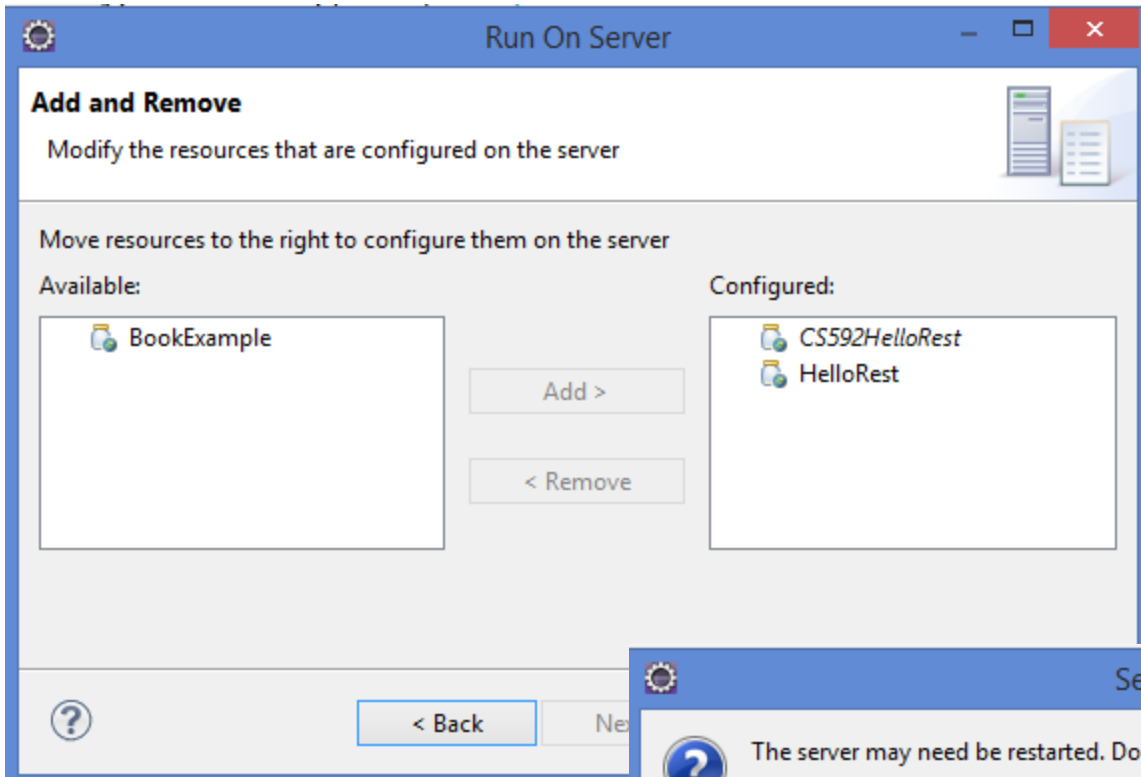 Run On Server
Add and Remove
Modify the resources that are configured on the server
Move resources to the right to configure them on the server
Available:
Configured:
BookExample
CS592HelloRest
HelloRest
Add >
< Remove
< Back
Se
The server may need be restarted. Do